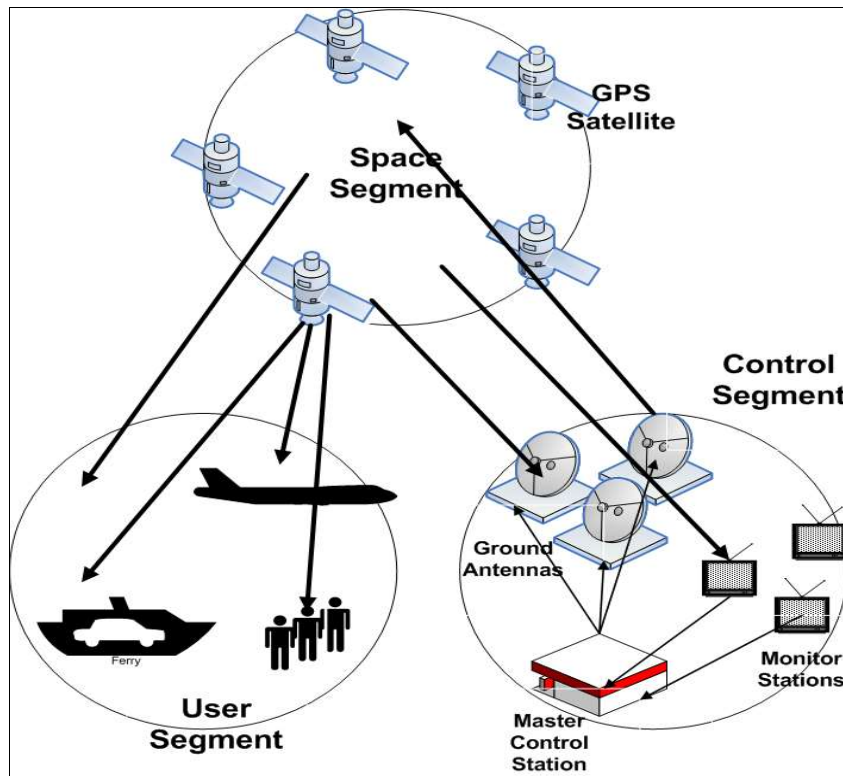 GPS
Satellite
Space
Segment
Control
Segment
Ground
Antennas
Ferry
Monitor
Stations
User
Segment
Master
Control
Station